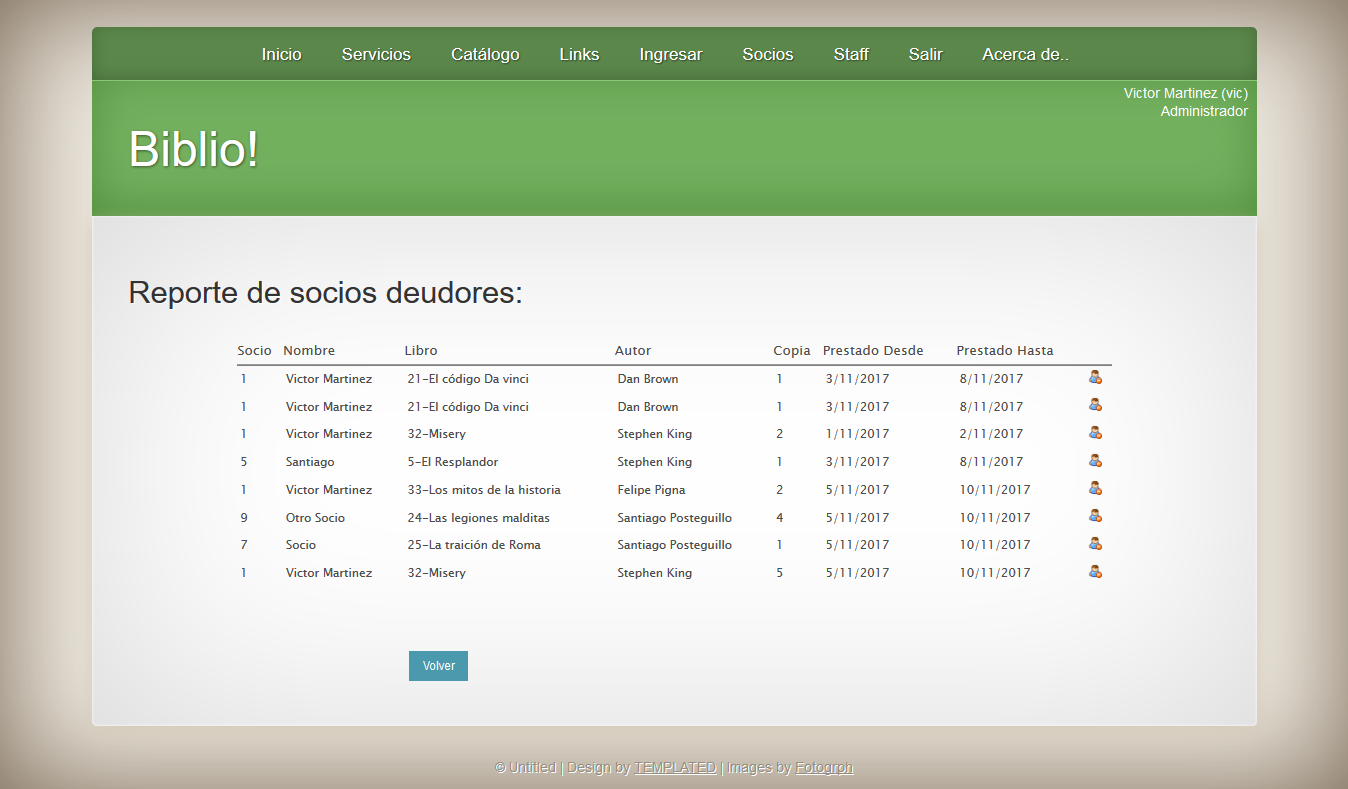 Inicio Servicios Catálogo Links Ingresar Socios Staff Salir Acerca de..
Victor Martinez (vic)
Administrador
Biblio!
Reporte de socios deudores:
Socio Nombre Libro Autor Copia Prestado Desde Prestado Hasta
1 Victor Martinez 21-El código Da vinci Dan Brown 1 3/11/2017 8/11/2017
1 Victor Martinez 21-El código Da vinci Dan Brown 1 3/11/2017 8/11/2017
1 Victor Martinez 32-Misery Stephen King 2 1/11/2017 2/11/2017
5 Santiago 5-El Resplandor Stephen King 1 3/11/2017 8/11/2017
1 Victor Martinez 33-Los mitos de la historia Felipe Pigna 2 5/11/2017 10/11/2017
9 Otro Socio 24-Las legiones malditas Santiago Posteguillo 4 5/11/2017 10/11/2017
7 Socio 25-La traición de Roma Santiago Posteguillo 1 5/11/2017 10/11/2017
1 Victor Martinez 32-Misery Stephen King 5 5/11/2017 10/11/2017
Volver
© Untitled | Design by TEMPLATED | Images by Fotogrph